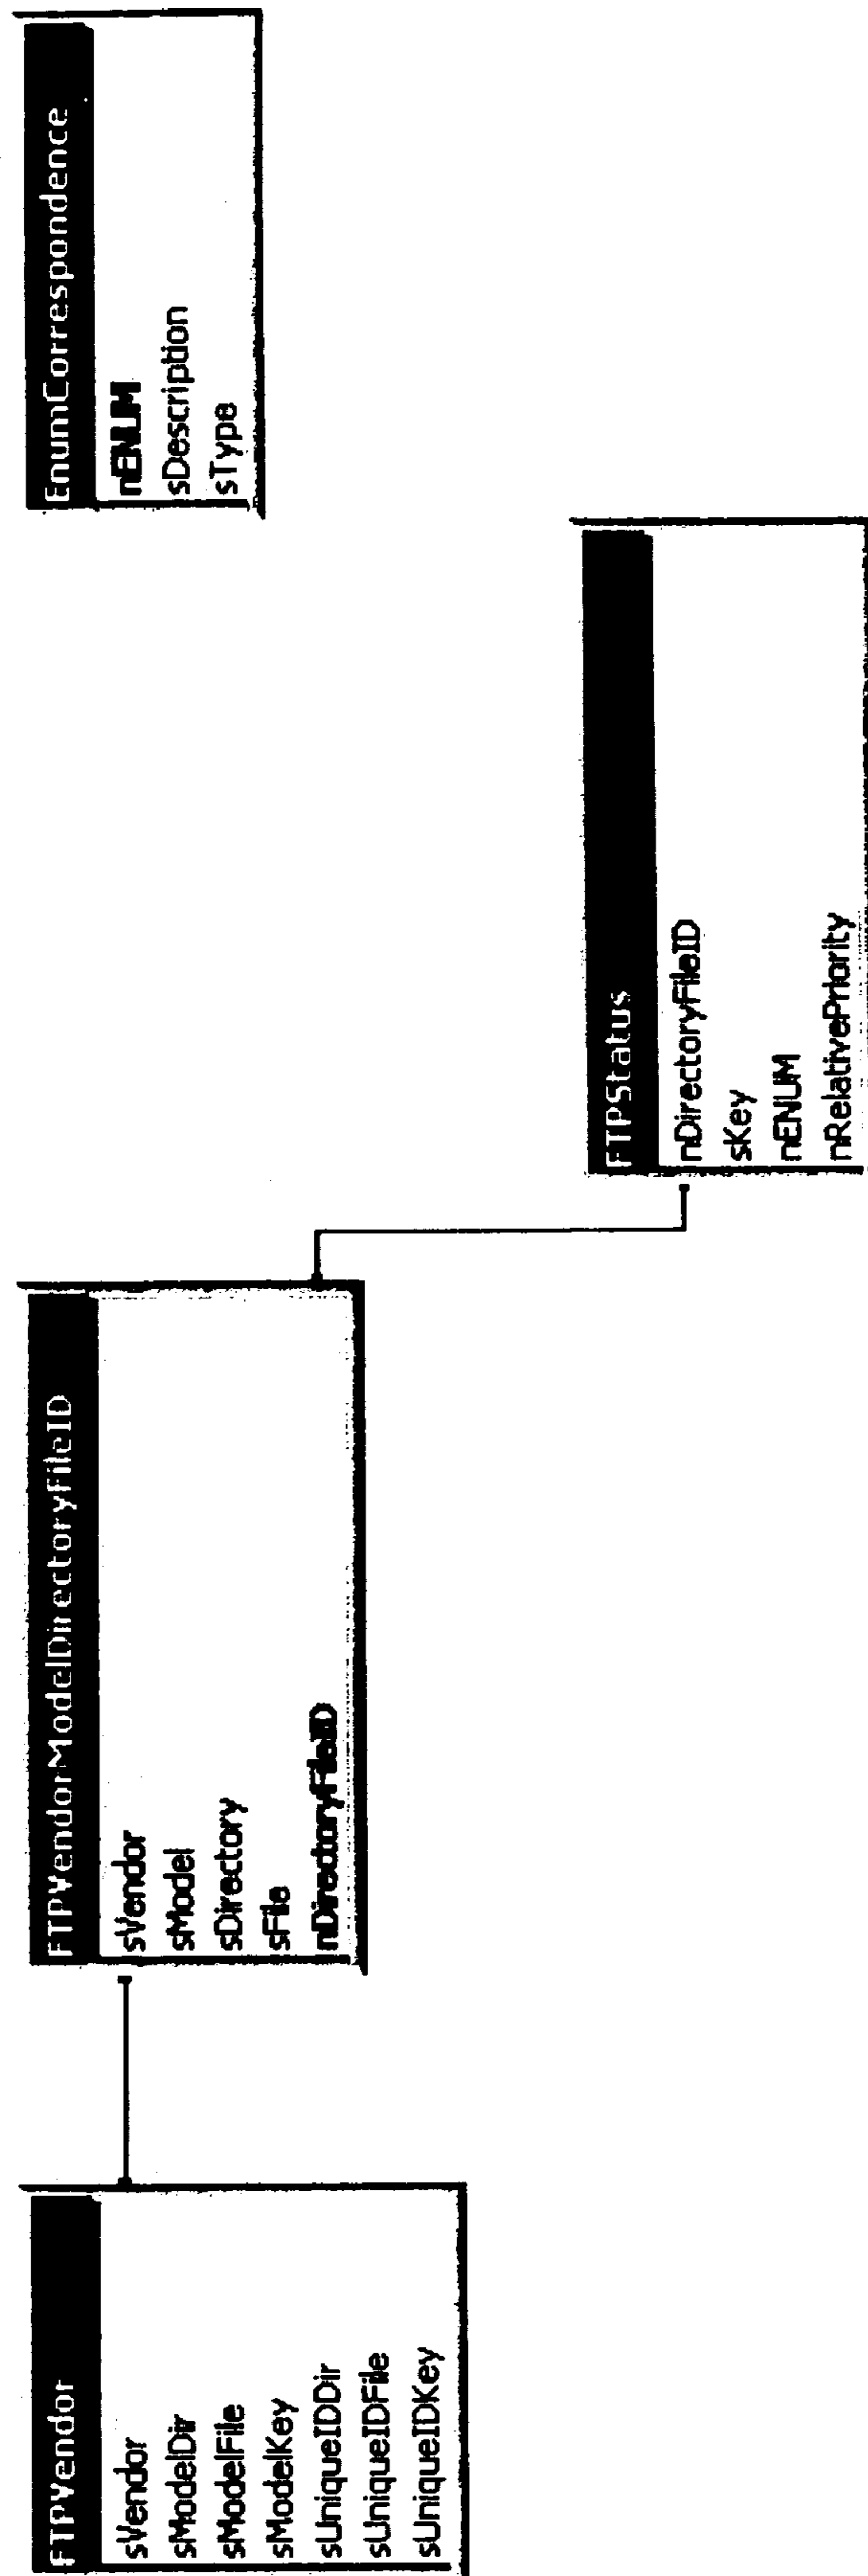 FTPVendor
sVendor
sModelDir
sModelFile
sModelKey
sUniqueIDDir
sUniqueIDFile
sUniqueIDKey
FTPVendorModelDirectoryFileID
sVendor
sModel
sDirectory
sFile
nDirectoryFileID
FTPStatus
nDirectoryFileID
sKey
nENUM
nRelativePriority
EnumCorrespondence
nENUM
sDescription
sType